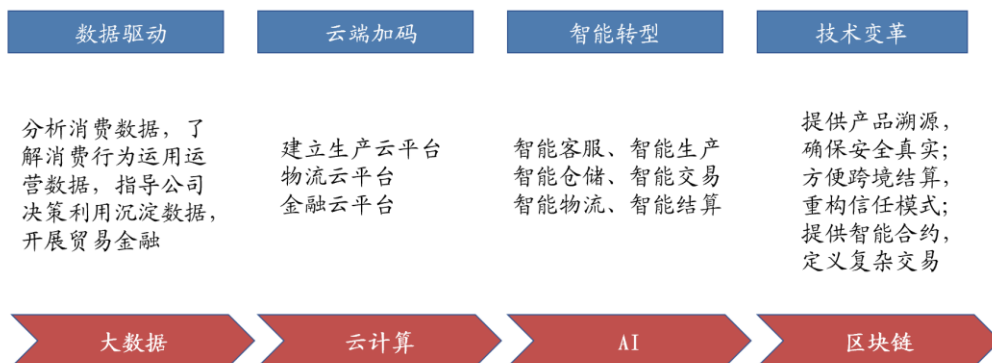 数据驱动
云端加码
智能转型
技术变革
分析消费数据，了
解消费行为运用运
营数据，指导公司
决策利用沉淀数据，
开展贸易金融
建立生产云平台
物流云平台
金融云平台
智能客服、智能生产
智能仓储、智能交易
智能物流、智能结算
提供产品溯源，
确保安全真实；
方便跨境结算，
重构信任模式；
提供智能合约，
定义复杂交易
大数据
云计算
AI
区块链